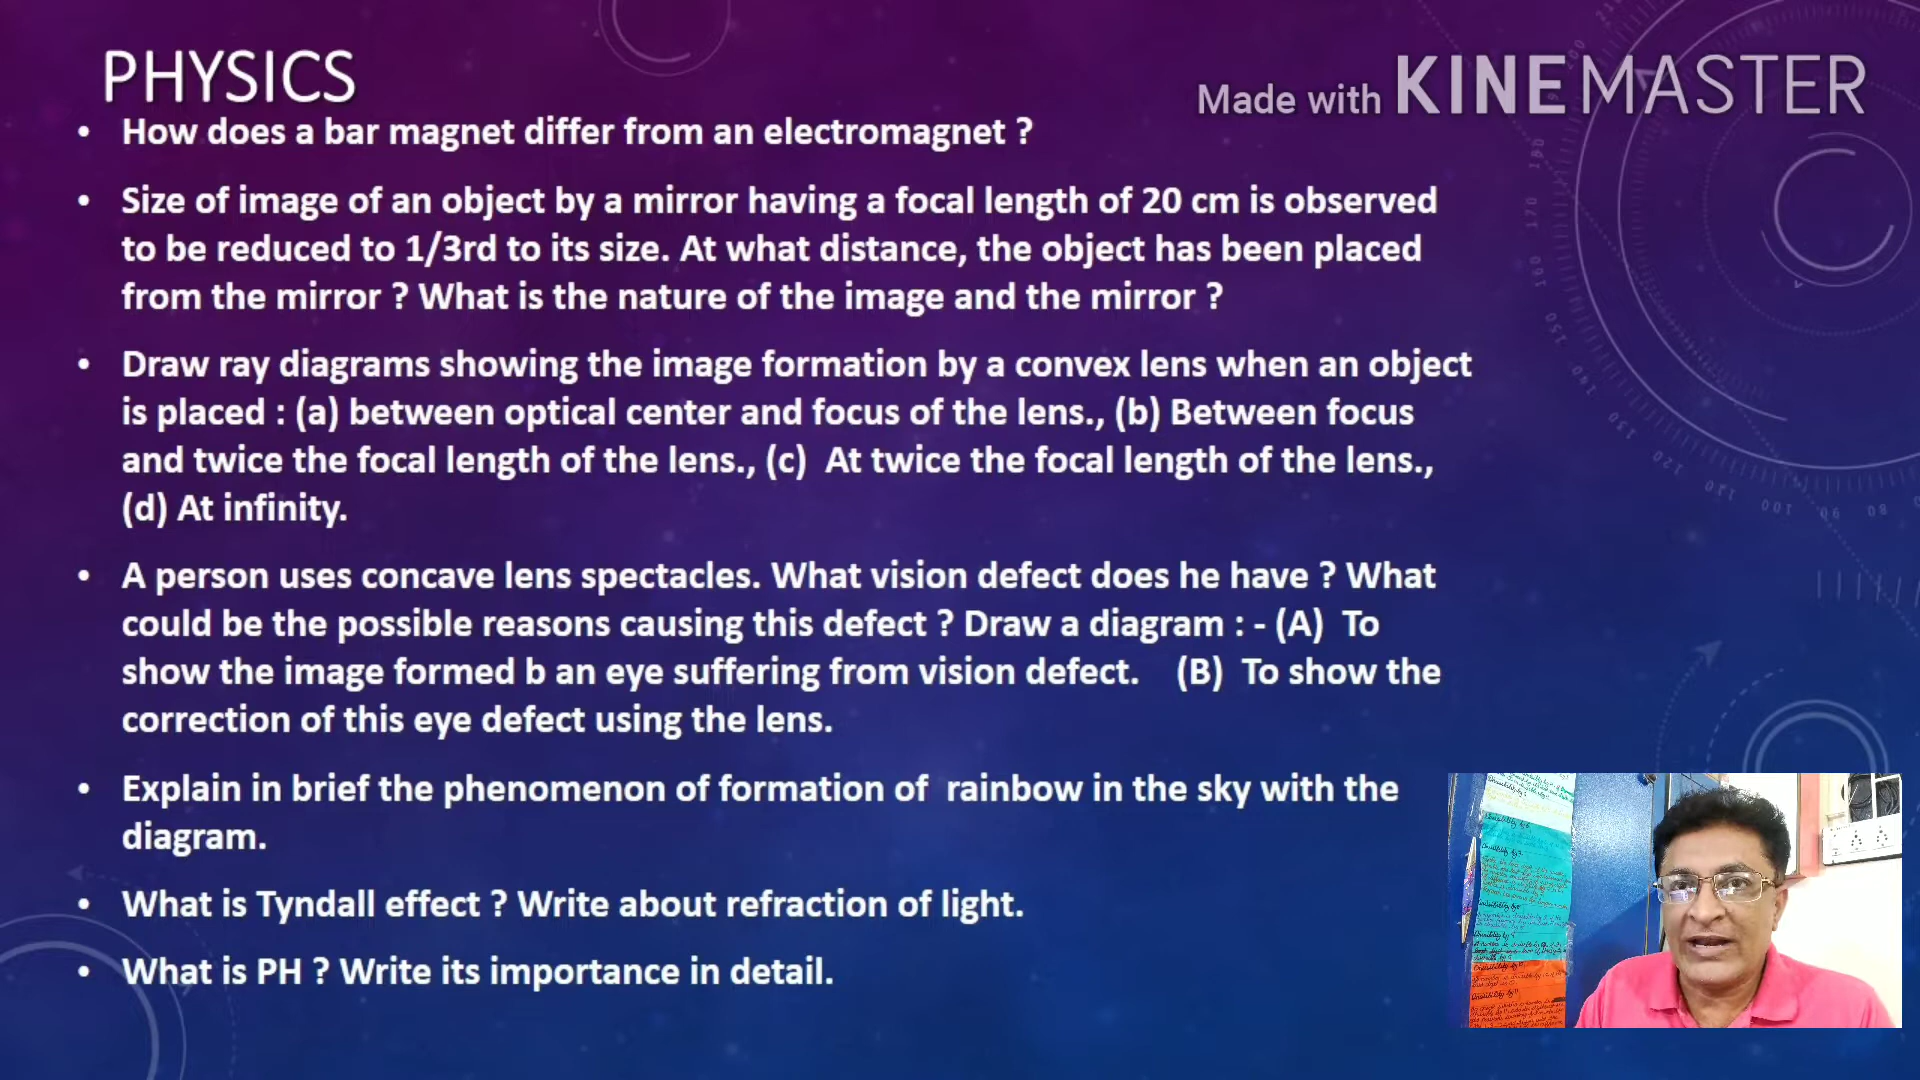 PHYSICS
Made with KINEMASTER
• How does a bar magnet differ from an electromagnet ?
• Size of image of an object by a mirror having a focal length of 20 cm is observed
to be reduced to 1/3rd to its size. At what distance, the object has been placed
from the mirror ? What is the nature of the image and the mirror ?
• Draw ray diagrams showing the image formation by a convex lens when an object
is placed : (a) between optical center and focus of the lens., (b) Between focus
and twice the focal length of the lens., (c) At twice the focal length of the lens.,
(d) At infinity.
• A person uses concave lens spectacles. What vision defect does he have ? What
could be the possible reasons causing this defect ? Draw a diagram : - (A) To
show the image formed b an eye suffering from vision defect. (B) To show the
correction of this eye defect using the lens.
• Explain in brief the phenomenon of formation of rainbow in the sky with the
diagram.
• What is Tyndall effect ? Write about refraction of light.
• What is PH ? Write its importance in detail.